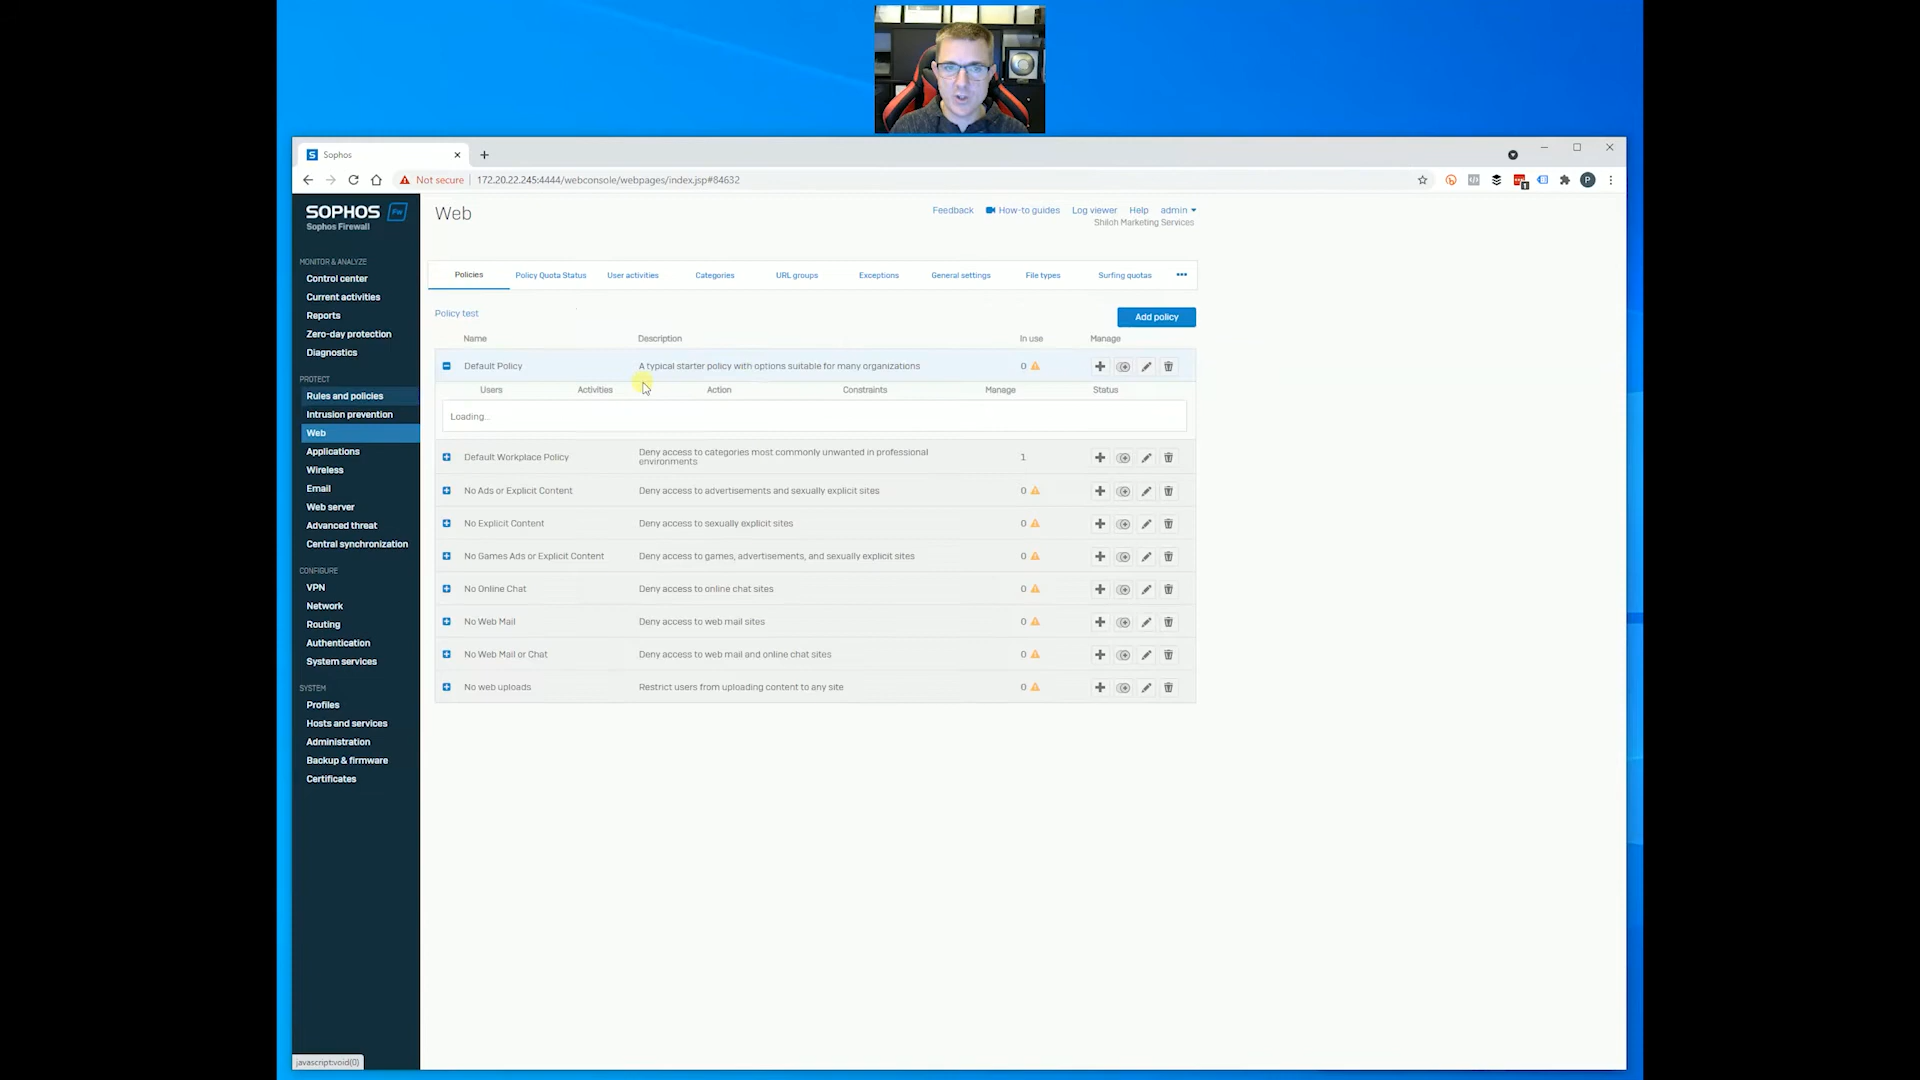 Sophos
Not secure 172.20.22.245:4444/webconsole/webpages/index.jsp#84632
P
SOPHOS Fw
Sophos Firewall
MONITOR & ANALYZE
Control center
Current activities
Reports
Zero-day protection
Diagnostics
PROTECT
Rules and policies
Intrusion prevention
Web
Applications
Wireless
Email
Web server
Advanced threat
Central synchronization
CONFIGURE
VPN
Network
Routing
Authentication
System services
SYSTEM
Profiles
Hosts and services
Administration
Backup & firmware
Certificates
javascript:void(0)
Web
Feedback How-to guides Log viewer Help admin
Shiloh Marketing Services
Policies Policy Quota Status User activities Categories URL groups Exceptions General settings File types Surfing quotas •••
Policy test Add policy
Name Description In use Manage
Default Policy A typical starter policy with options suitable for many organizations 0
Users Activities Action Constraints Manage Status
Loading...
Default Workplace Policy Deny access to categories most commonly unwanted in professional environments 1
No Ads or Explicit Content Deny access to advertisements and sexually explicit sites 0
No Explicit Content Deny access to sexually explicit sites 0
No Games Ads or Explicit Content Deny access to games, advertisements, and sexually explicit sites 0
No Online Chat Deny access to online chat sites 0
No Web Mail Deny access to web mail sites 0
No Web Mail or Chat Deny access to web mail and online chat sites 0
No web uploads Restrict users from uploading content to any site 0